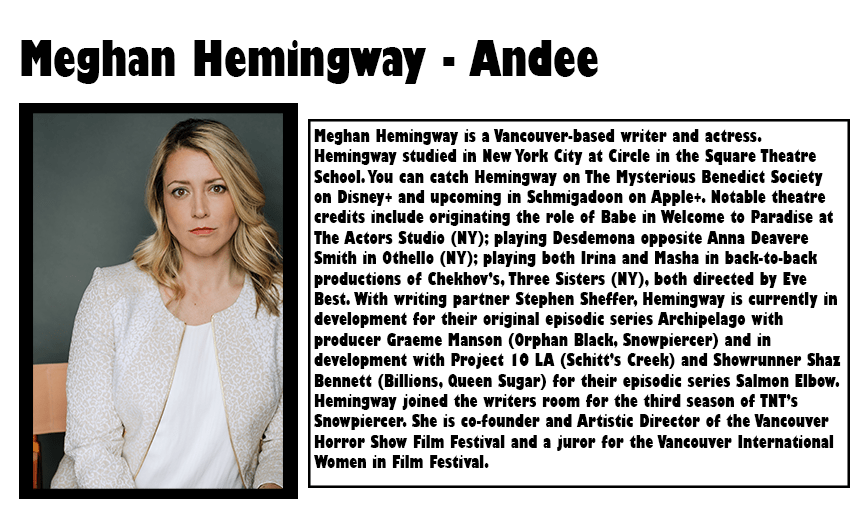 Meghan Hemingway - Andee
Meghan Hemingway is a Vancouver-based writer and actress.
Hemingway studied in New York City at Circle in the Square Theatre
School. You can catch Hemingway on The Mysterious Benedict Society
on Disney+ and upcoming in Schmigadoon on Apple+. Notable theatre
credits include originating the role of Babe in Welcome to Paradise at
The Actors Studio (NY); playing Desdemona opposite Anna Deavere
Smith in Othello (NY); playing both Irina and Masha in back-to-back
productions of Chekhov's, Three Sisters (NY), both directed by Eve
Best. With writing partner Stephen Sheffer, Hemingway is currently in
development for their original episodic series Archipelago with
producer Graeme Manson (Orphan Black, Snowpiercer) and in
development with Project 10 LA (Schitt's Creek) and Showrunner Shaz
Bennett (Billions, Queen Sugar) for their episodic series Salmon Elbow.
Hemingway joined the writers room for the third season of TNT's
Snowpiercer. She is co-founder and Artistic Director of the Vancouver
Horror Show Film Festival and a juror for the Vancouver International
Women in Film Festival.